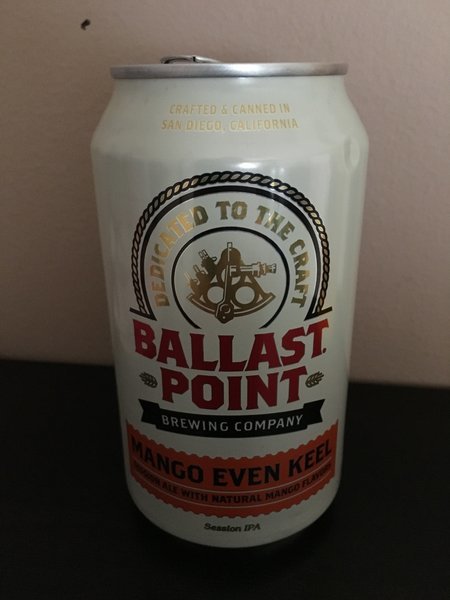 CRAFTED & CANNED IN
SAN DIEGO, CALIFORNIA
DEDICATED TO THE CRAFT
BALLAST
POINT
BREWING COMPANY
MANGO EVEN KEEL
ALE WITH NATURAL MANGO FLAVORS
Session IPA